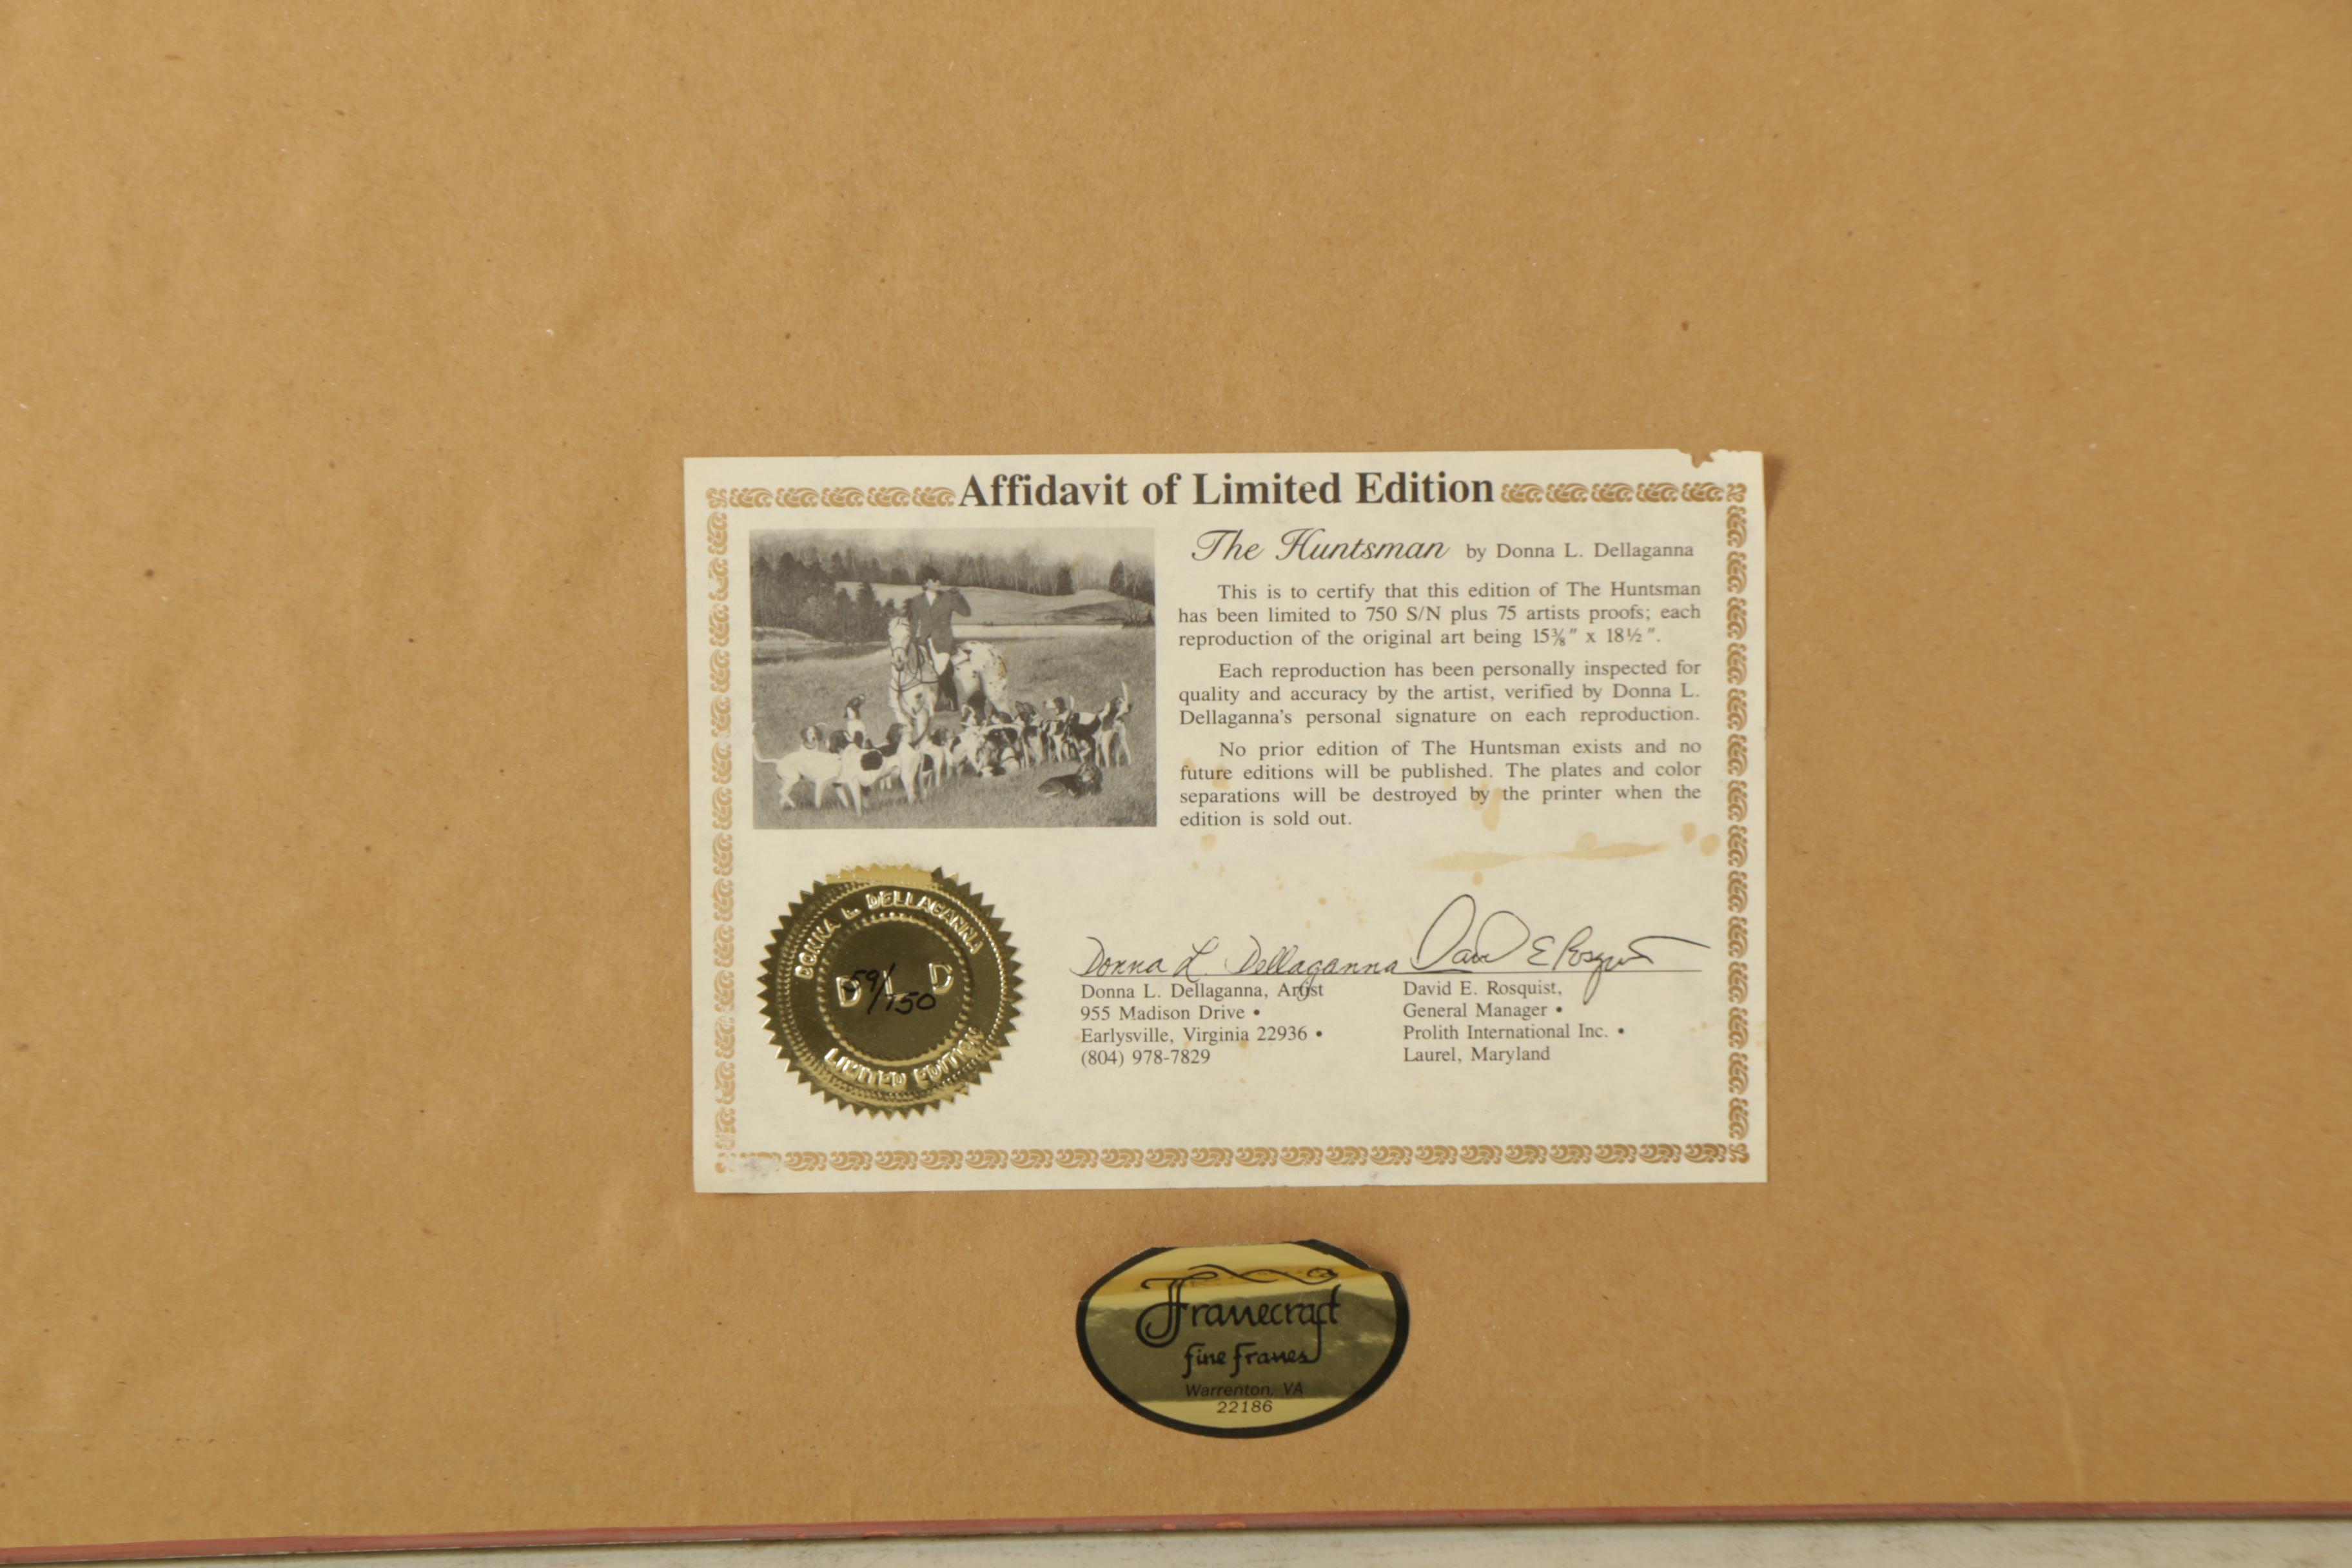 Affidavit of Limited Edition
The Huntsman by Donna L. Dellaganna
This is to certify that this edition of The Huntsman
has been limited to 750 S/N plus 75 artists proofs; each
reproduction of the original art being 15⅜" x 18½".
Each reproduction has been personally inspected for
quality and accuracy by the artist, verified by Donna L.
Dellaganna's personal signature on each reproduction.
No prior edition of The Huntsman exists and no
future editions will be published. The plates and color
separations will be destroyed by the printer when the
edition is sold out.
DONNA L. DELLAGANNA
D L D
59/750
LIMITED EDITION
Donna L. Dellaganna
Donna L. Dellaganna, Artist
955 Madison Drive •
Earlysville, Virginia 22936 •
(804) 978-7829
David E Rosquist
David E. Rosquist,
General Manager •
Prolith International Inc. •
Laurel, Maryland
Framecraft
fine frames
Warrenton, VA
22186